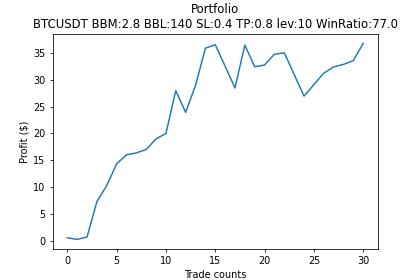 Portfolio
BTCUSDT BBM:2.8 BBL:140 SL:0.4 TP:0.8 lev:10 WinRatio:77.0
35
30
25
20
15
10
5
0
Profit ($)
0 5 10 15 20 25 30
Trade counts